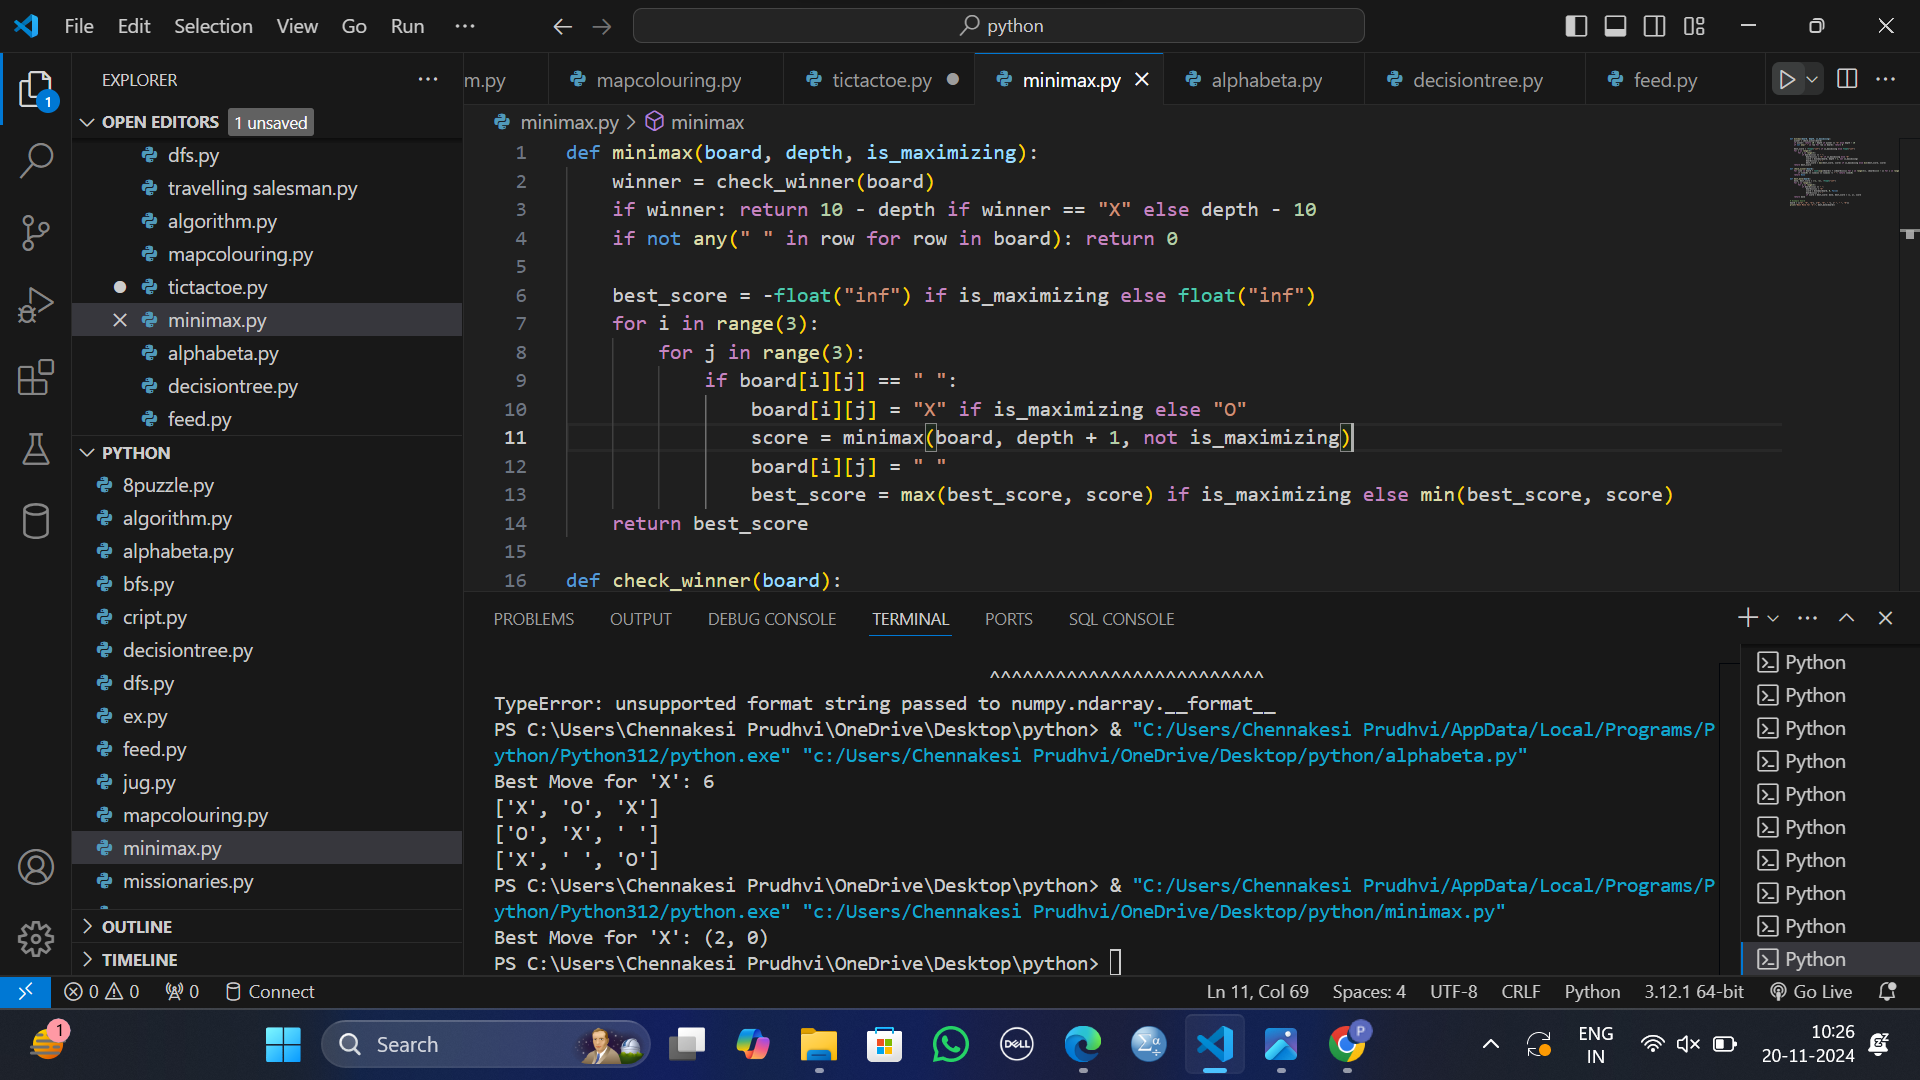 File Edit Selection View Go Run ··· python
EXPLORER ···
OPEN EDITORS 1 unsaved
dfs.py
travelling salesman.py
algorithm.py
mapcolouring.py
tictactoe.py
minimax.py
alphabeta.py
decisiontree.py
feed.py
PYTHON
8puzzle.py
algorithm.py
alphabeta.py
bfs.py
cript.py
decisiontree.py
dfs.py
ex.py
feed.py
jug.py
mapcolouring.py
minimax.py
missionaries.py
OUTLINE
TIMELINE
m.py mapcolouring.py tictactoe.py minimax.py alphabeta.py decisiontree.py feed.py
minimax.py > minimax
1 def minimax(board, depth, is_maximizing):
2 winner = check_winner(board)
3 if winner: return 10 - depth if winner == "X" else depth - 10
4 if not any(" " in row for row in board): return 0
5
6 best_score = -float("inf") if is_maximizing else float("inf")
7 for i in range(3):
8 for j in range(3):
9 if board[i][j] == " ":
10 board[i][j] = "X" if is_maximizing else "O"
11 score = minimax(board, depth + 1, not is_maximizing)
12 board[i][j] = " "
13 best_score = max(best_score, score) if is_maximizing else min(best_score, score)
14 return best_score
15
16 def check_winner(board):
PROBLEMS OUTPUT DEBUG CONSOLE TERMINAL PORTS SQL CONSOLE
^^^^^^^^^^^^^^^^^^^^^^^^^
TypeError: unsupported format string passed to numpy.ndarray.__format__
PS C:\Users\Chennakesi Prudhvi\OneDrive\Desktop\python> & "C:/Users/Chennakesi Prudhvi/AppData/Local/Programs/P
ython/Python312/python.exe" "c:/Users/Chennakesi Prudhvi/OneDrive/Desktop/python/alphabeta.py"
Best Move for 'X': 6
['X', 'O', 'X']
['O', 'X', ' ']
['X', ' ', 'O']
PS C:\Users\Chennakesi Prudhvi\OneDrive\Desktop\python> & "C:/Users/Chennakesi Prudhvi/AppData/Local/Programs/P
ython/Python312/python.exe" "c:/Users/Chennakesi Prudhvi/OneDrive/Desktop/python/minimax.py"
Best Move for 'X': (2, 0)
PS C:\Users\Chennakesi Prudhvi\OneDrive\Desktop\python>
Python
Python
Python
Python
Python
Python
Python
Python
Python
Python
0 0 0 Connect Ln 11, Col 69 Spaces: 4 UTF-8 CRLF Python 3.12.1 64-bit Go Live
1 Search DELL P ENG
IN
10:26
20-11-2024